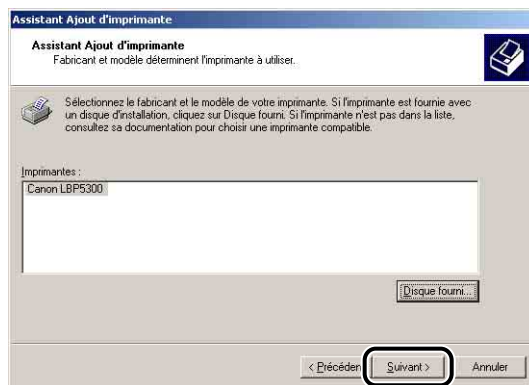 Assistant Ajout d'imprimante
Assistant Ajout d'imprimante
Fabricant et modèle déterminent l'imprimante à utiliser.
Sélectionnez le fabricant et le modèle de votre imprimante. Si l'imprimante est fournie avec
un disque d'installation, cliquez sur Disque fourni. Si l'imprimante n'est pas dans la liste,
consultez sa documentation pour choisir une imprimante compatible.
Imprimantes :
Canon LBP5300
Disque fourni...
< Précéden Suivant > Annuler